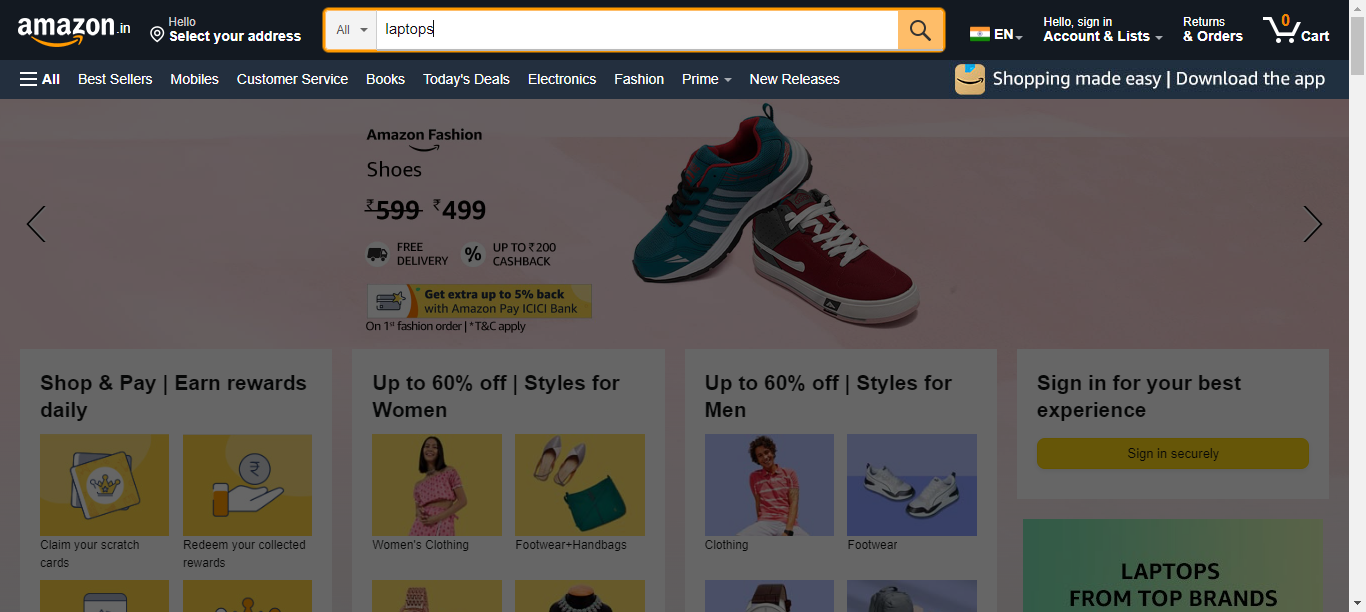 amazon.in
Hello
Select your address
All
laptops
EN
Hello, sign in
Account & Lists
Returns
& Orders
0
Cart
All Best Sellers Mobiles Customer Service Books Today's Deals Electronics Fashion Prime New Releases
Shopping made easy | Download the app
Amazon Fashion
Shoes
₹599 ₹499
FREE
DELIVERY
%
UP TO ₹200
CASHBACK
Get extra up to 5% back
with Amazon Pay ICICI Bank
On 1st fashion order | *T&C apply
Shop & Pay | Earn rewards
daily
Claim your scratch
cards
Redeem your collected
rewards
Up to 60% off | Styles for
Women
Women's Clothing
Footwear+Handbags
Up to 60% off | Styles for
Men
Clothing
Footwear
Sign in for your best
experience
Sign in securely
LAPTOPS
FROM TOP BRANDS